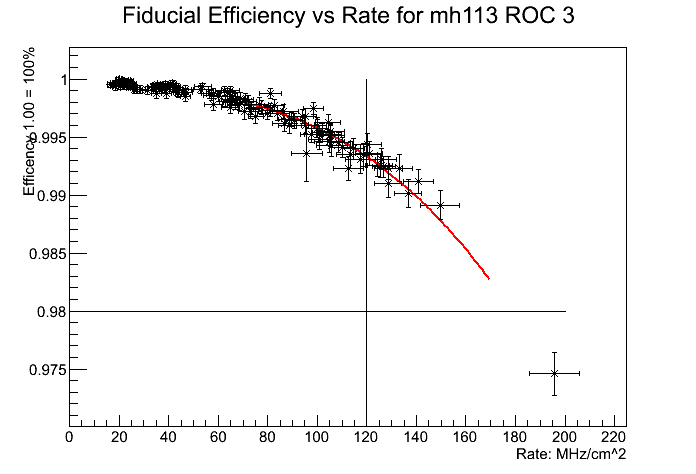 Fiducial Efficiency vs Rate for mh113 ROC 3
Efficency 1.00 = 100%
1
0.995
0.99
0.985
0.98
0.975
0 20 40 60 80 100 120 140 160 180 200 220
Rate: MHz/cm^2